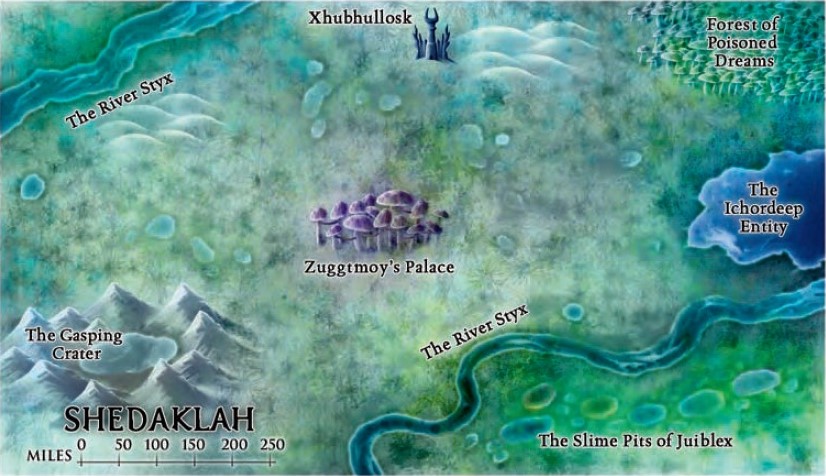 Xhubhullosk
Forest of
Poisoned
Dreams
The River Styx
The
Ichordeep
Entity
Zuggtmoy's Palace
The River Styx
The Gasping
Crater
SHEDAKLAH
MILES 0 50 100 150 200 250
The Slime Pits of Juiblex